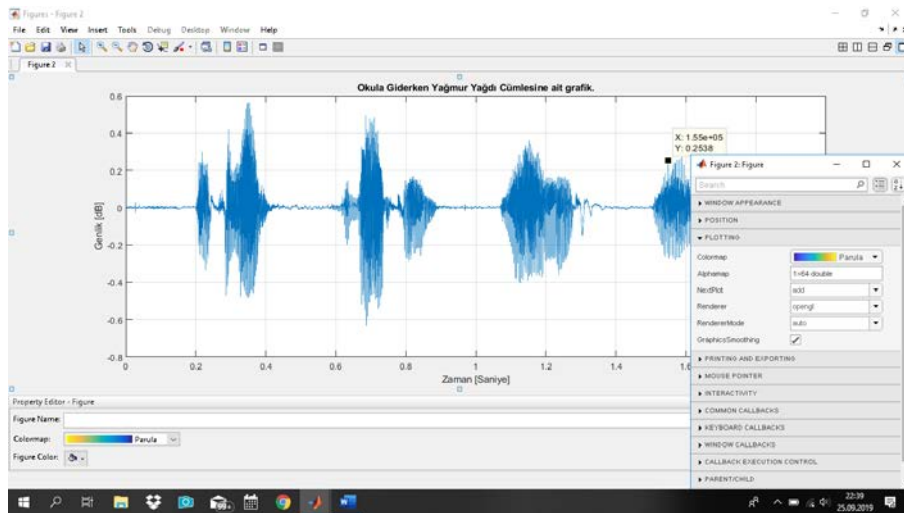 Figures - Figure 2
File Edit View Insert Tools Debug Desktop Window Help
Figure 2
Okula Giderken Yağmur Yağdı Cümlesine ait grafik.
X: 1.55e+05
Y: 0.2538
0.6
0.4
0.2
0
-0.2
-0.4
-0.6
-0.8
Genlik [dB]
0 0.2 0.4 0.6 0.8 1 1.2 1.4 1.6
Zaman [Saniye]
Figure 2: Figure
Search
WINDOW APPEARANCE
POSITION
PLOTTING
Colormap Parula
Alphamap 1×64 double
NextPlot add
Renderer opengl
RendererMode auto
GraphicsSmoothing
PRINTING AND EXPORTING
MOUSE POINTER
INTERACTIVITY
COMMON CALLBACKS
KEYBOARD CALLBACKS
WINDOW CALLBACKS
CALLBACK EXECUTION CONTROL
PARENT/CHILD
Property Editor - Figure
Figure Name:
Colormap: Parula
Figure Color:
99+
22:39
25.09.2019